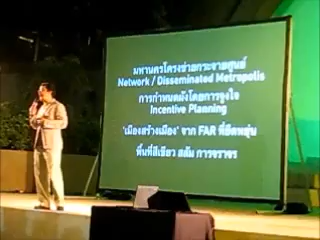 มหานครโครงข่ายกระจายศูนย์
Network / Disseminated Metropolis
การกำหนดผังโดยการจูงใจ
Incentive Planning
'เมืองสร้างเมือง' จาก FAR ที่ยืดหยุ่น
พื้นที่สีเขียว สลัม การจราจร